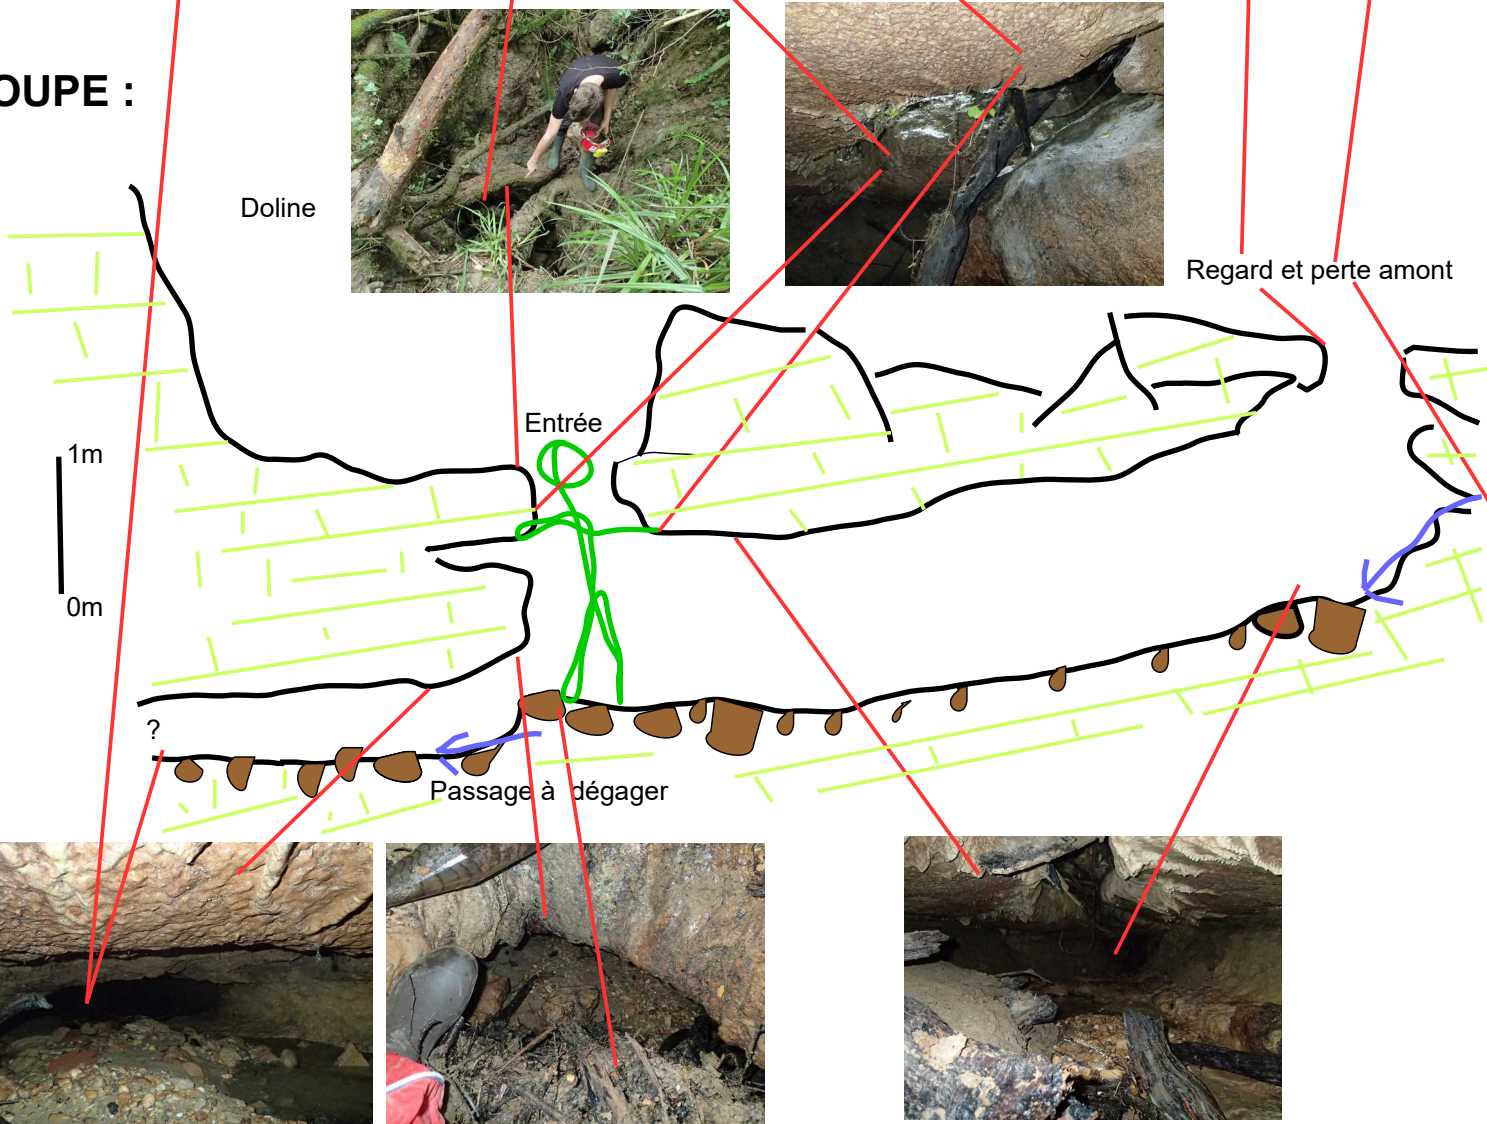 OUPE :
Doline
Regard et perte amont
Entrée
1m
0m
?
Passage à dégager